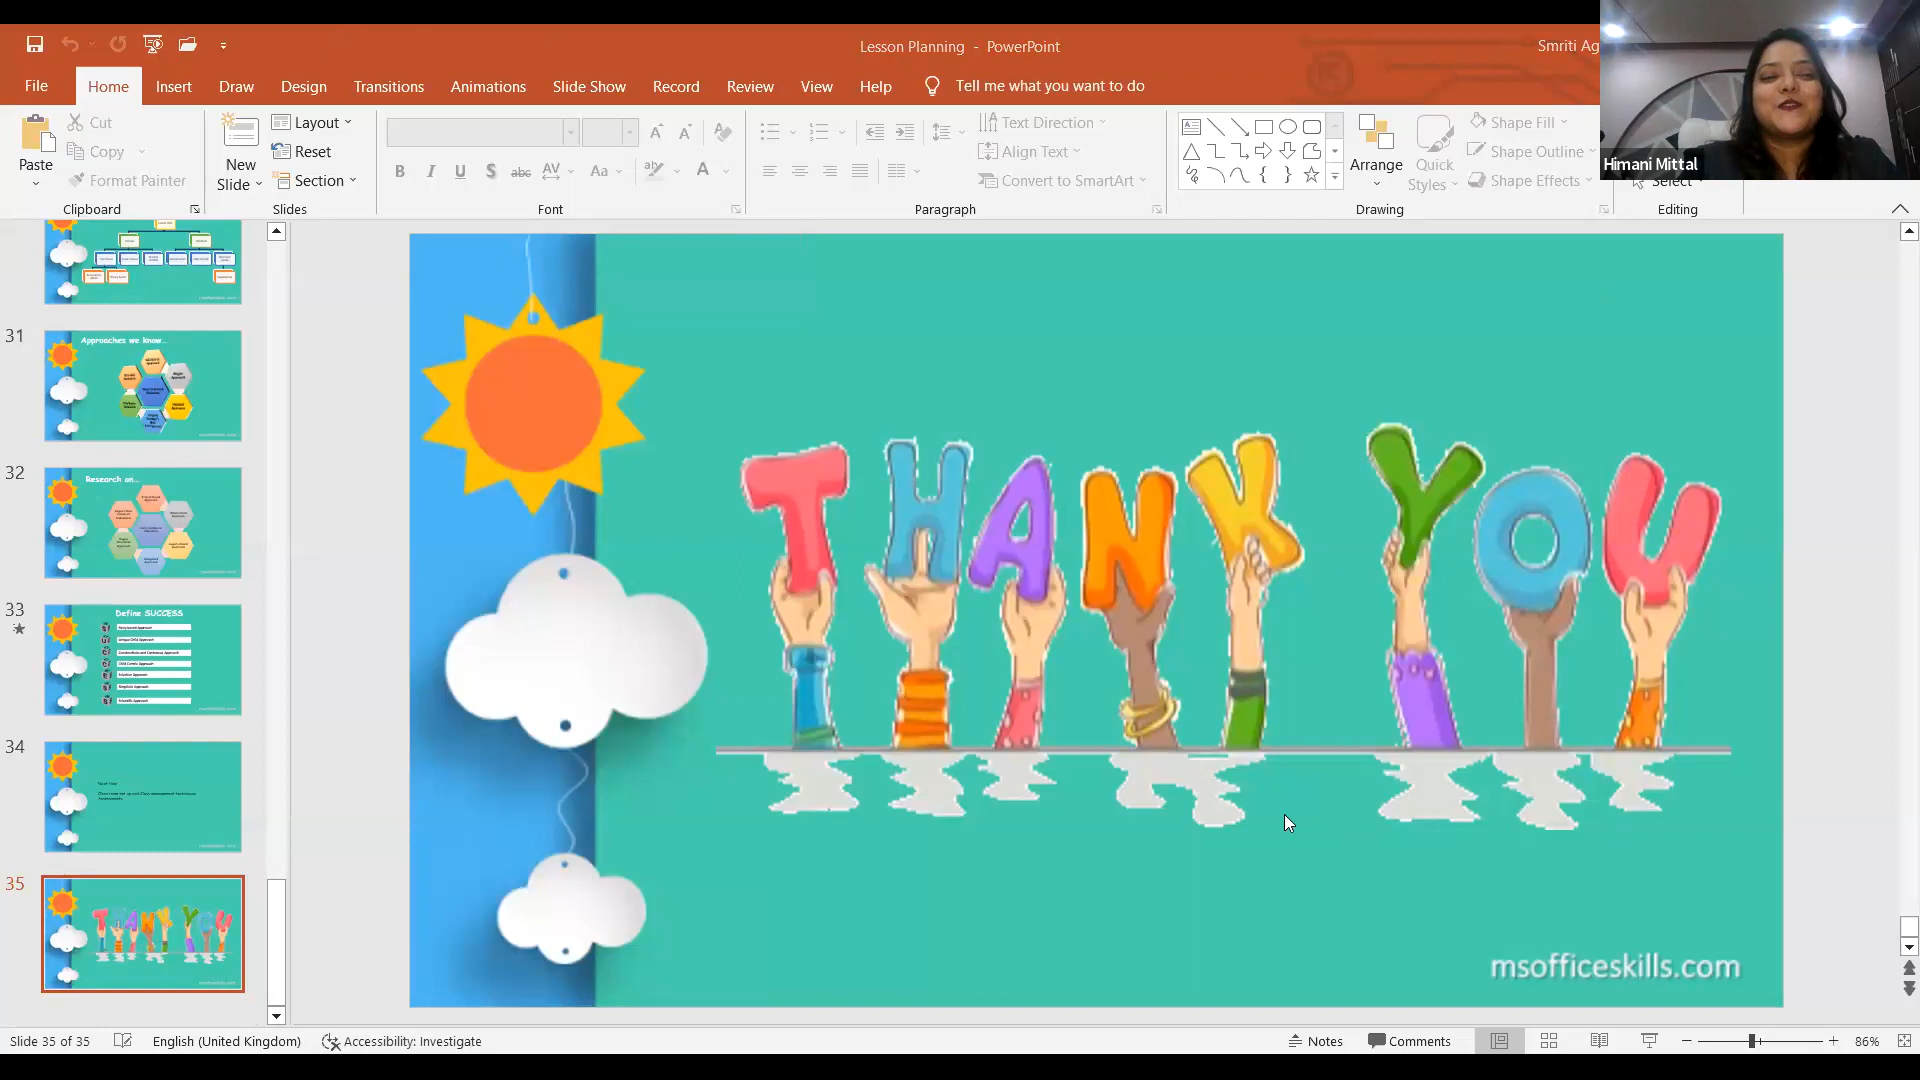 Lesson Planning - PowerPoint
Smriti Ag
File
Home
Insert
Draw
Design
Transitions
Animations
Slide Show
Record
Review
View
Help
Tell me what you want to do
Himani Mittal
Paste
Cut
Copy
Format Painter
Clipboard
New
Slide
Layout
Reset
Section
Slides
Font
Text Direction
Align Text
Convert to SmartArt
Paragraph
Arrange
Quick
Styles
Shape Fill
Shape Outline
Shape Effects
Drawing
Select
Editing
31
Approaches we know...
32
Research on...
33
Define SUCCESS
34
35
THANK YOU
msofficeskills.com
Slide 35 of 35
English (United Kingdom)
Accessibility: Investigate
Notes
Comments
86%